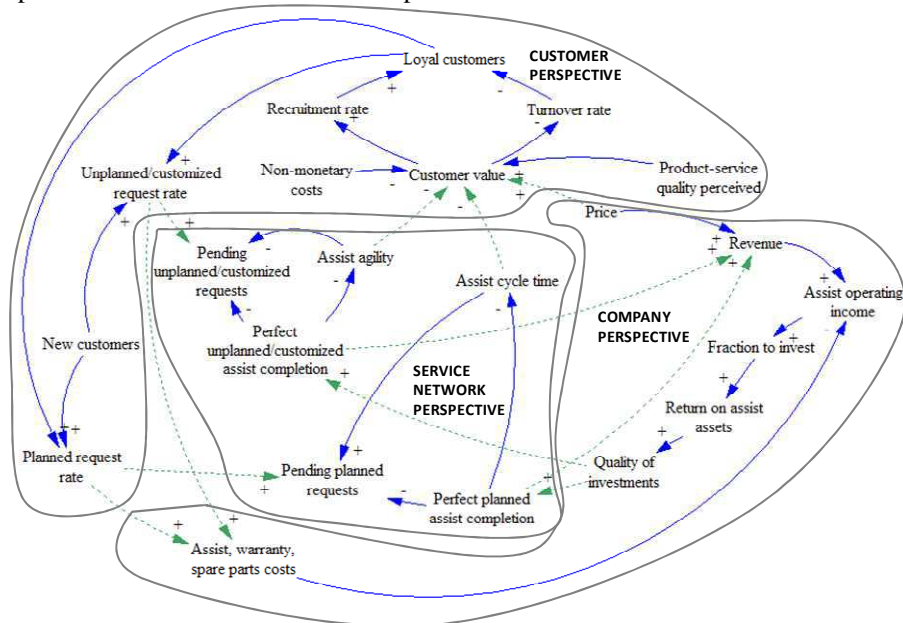 Loyal customers
CUSTOMER
PERSPECTIVE
+
-
Recruitment rate
+
Turnover rate
-
Unplanned/customized
request rate
+
Non-monetary
costs
-
Customer value
-
+
+
-
Product-service
quality perceived
+
+
Price
Pending
unplanned/customized
requests
-
-
Assist agility
-
Revenue
+
+
+
Assist cycle time
-
+
Assist operating
income
Perfect
unplanned/customized
assist completion
+
COMPANY
PERSPECTIVE
+
Fraction to invest
+
New customers
SERVICE
NETWORK
PERSPECTIVE
Return on assist
assets
+
++
Planned request
rate
+
Pending planned
requests
+
Quality of
investments
-
+
+
Perfect planned
assist completion
+
+
Assist, warranty,
spare parts costs